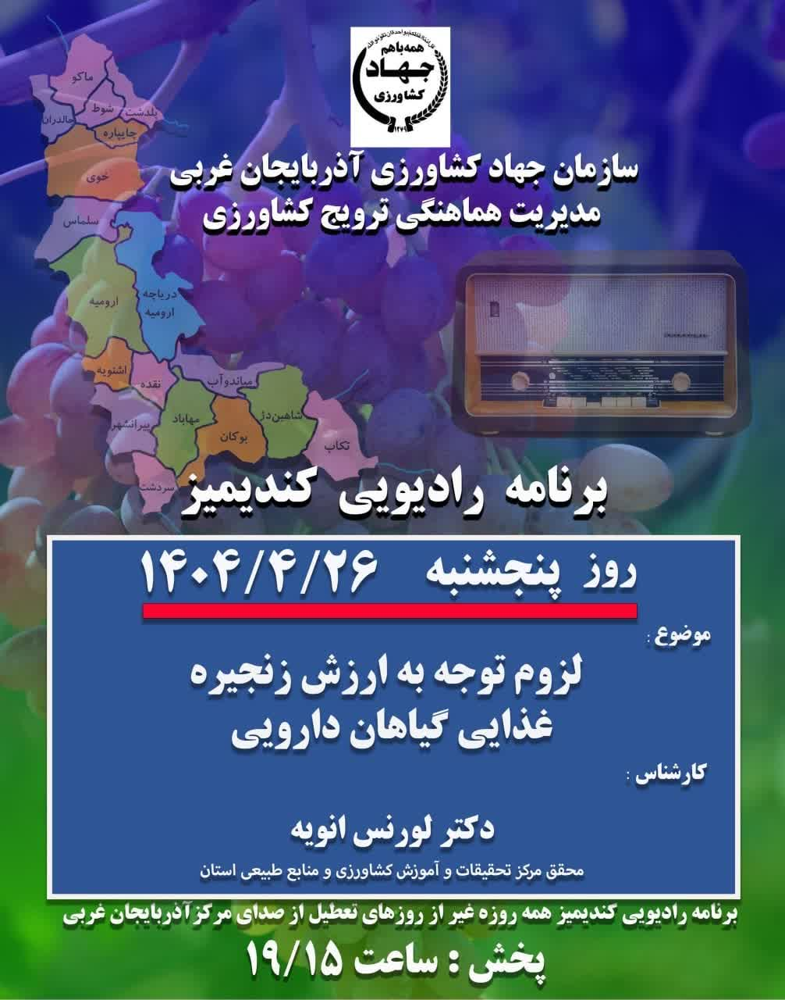 همه با هم
جهاد
کشاورزی
سازمان جهاد کشاورزی آذربایجان غربی
مدیریت هماهنگی ترویج کشاورزی
ماکو
شوط
پلدشت
چالدران
چایپاره
خوی
سلماس
ارومیه
دریاچه
ارومیه
اشنویه
نقده
میاندوآب
پیرانشهر
مهاباد
بوکان
شاهین‌دژ
تکاب
سردشت
برنامه رادیویی کندیمیز
روز پنجشنبه ۱۴۰۴/۴/۲۶
موضوع :
لزوم توجه به ارزش زنجیره
غذایی گیاهان دارویی
کارشناس :
دکتر لورنس انویه
محقق مرکز تحقیقات و آموزش کشاورزی و منابع طبیعی استان
برنامه رادیویی کندیمیز همه روزه غیر از روزهای تعطیل از صدای مرکز آذربایجان غربی
پخش : ساعت ۱۹/۱۵